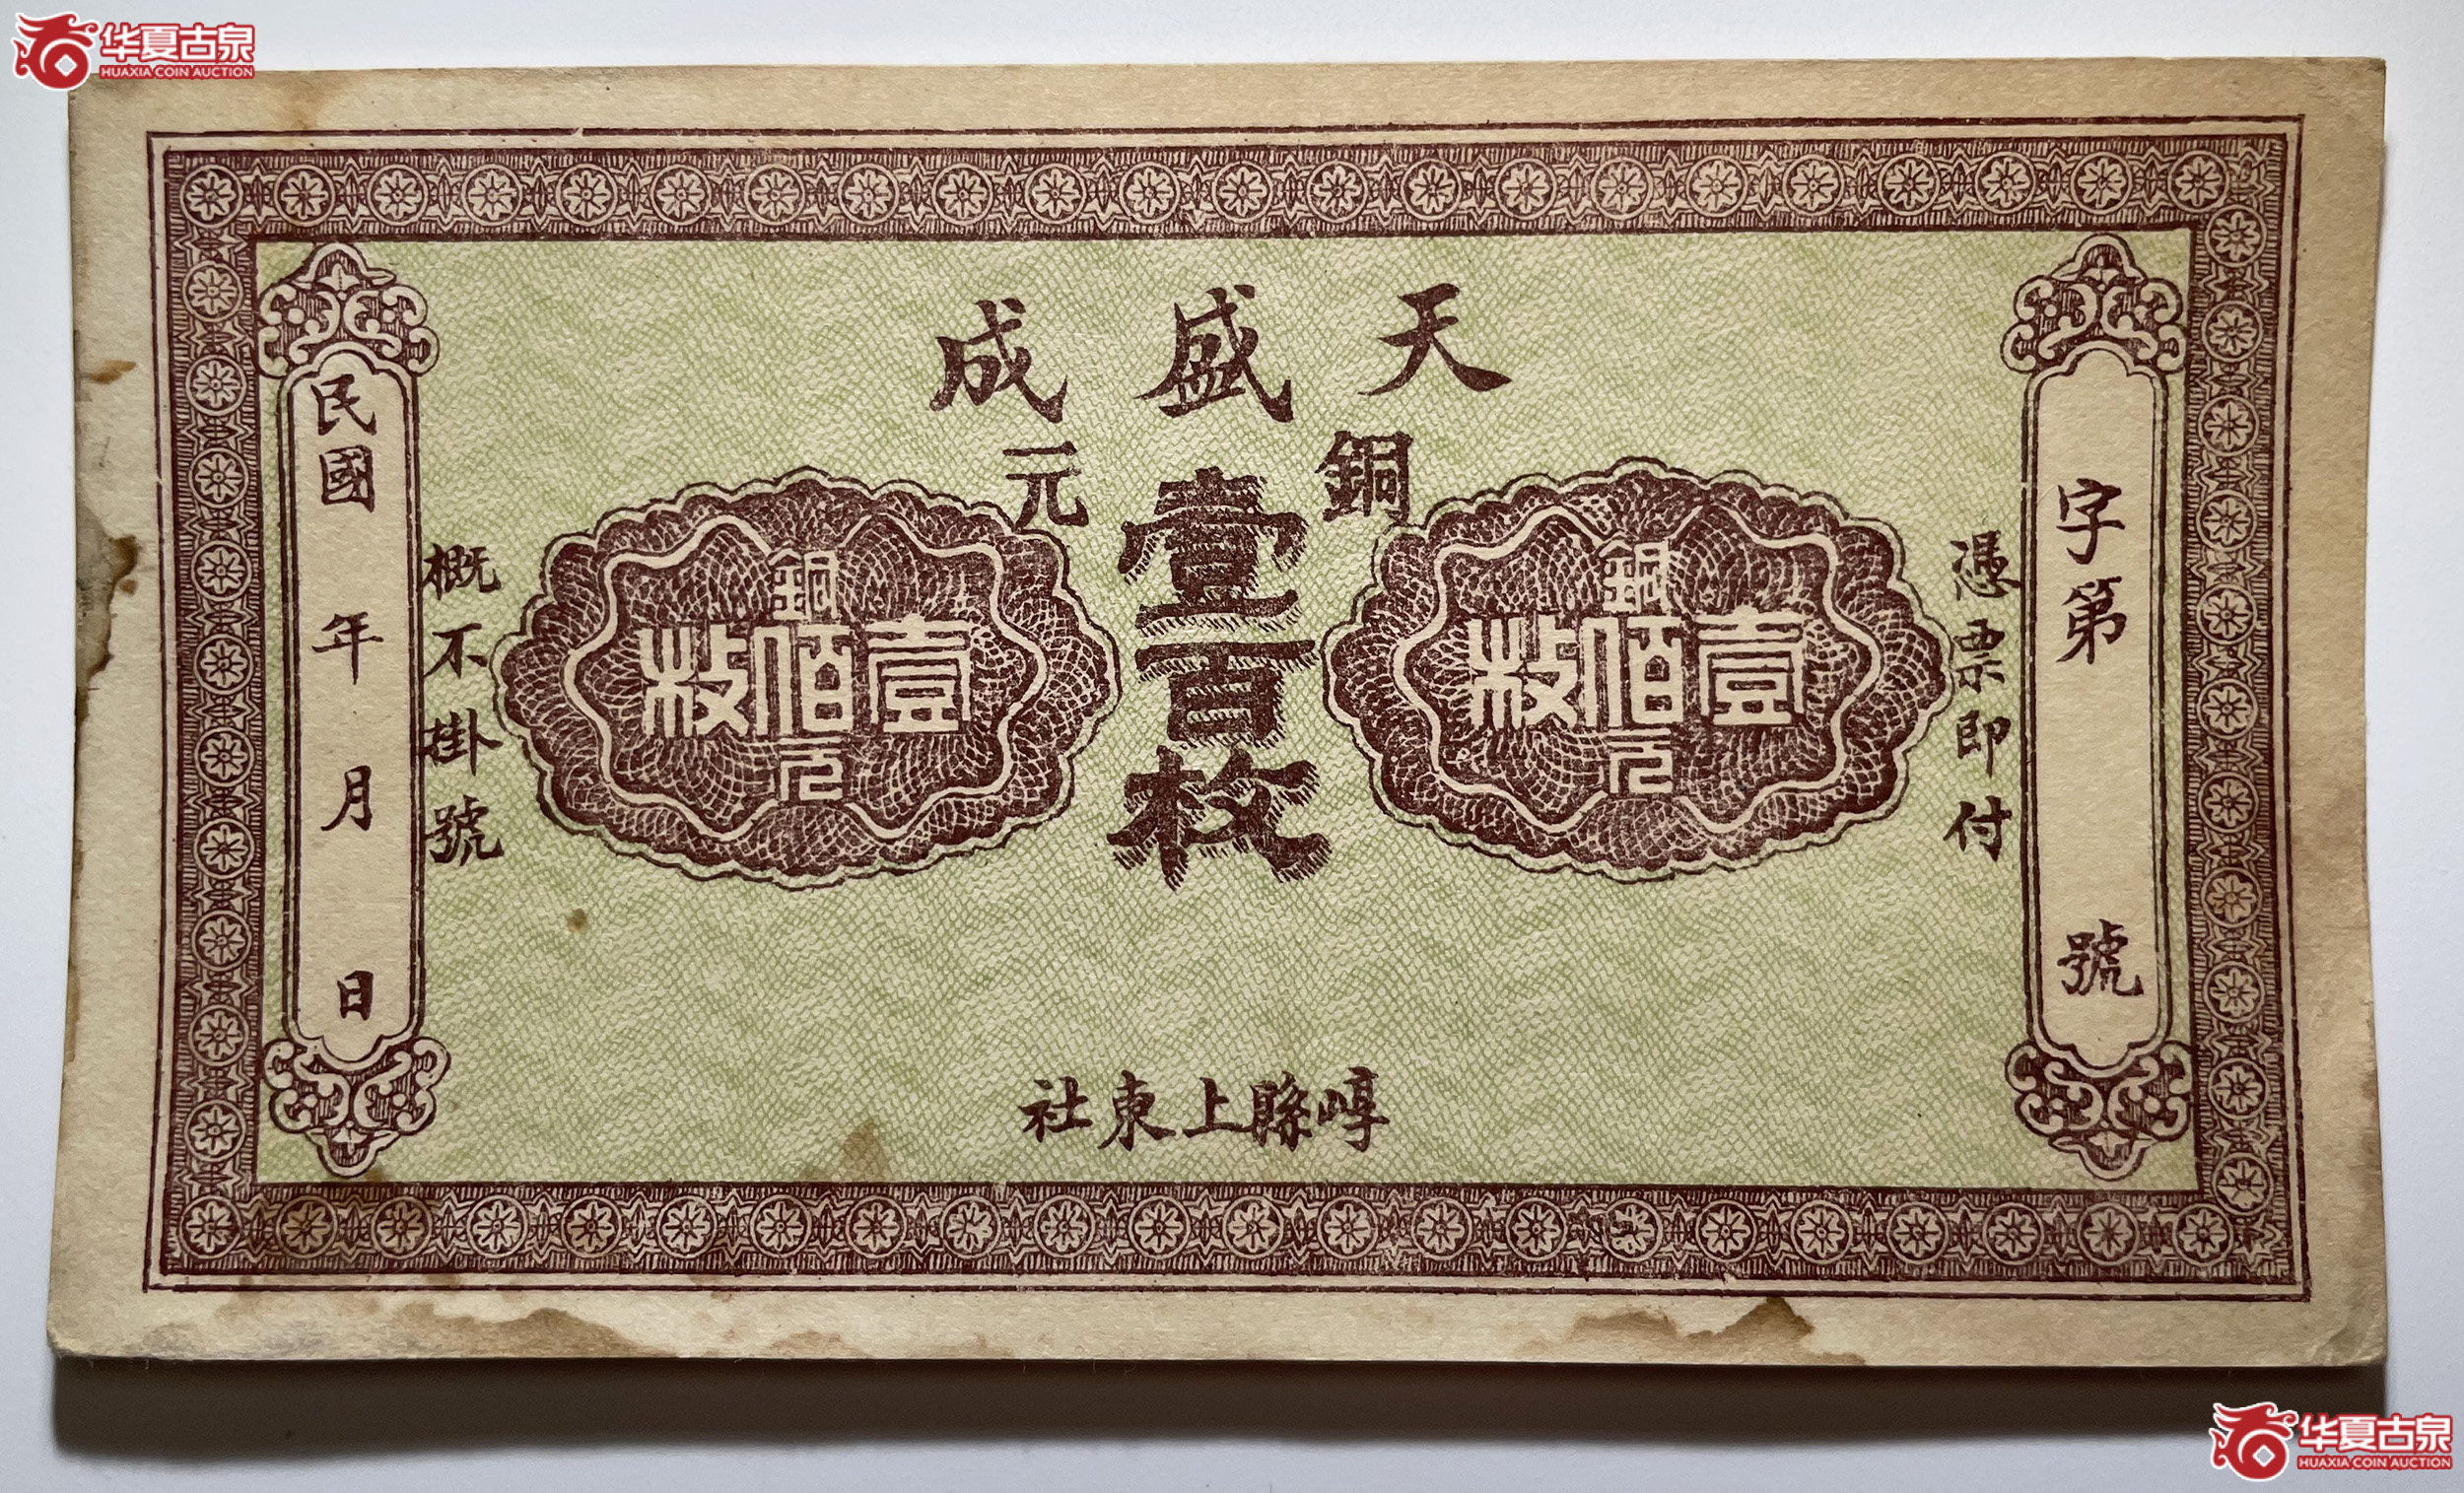 华夏古泉
HUAXIA COIN AUCTION
天盛成
銅元
壹百枚
字第號
憑票即付
銅元
壹佰枚
銅元
壹佰枚
概不掛號
民國年月日
崞縣上東社
华夏古泉
HUAXIA COIN AUCTION